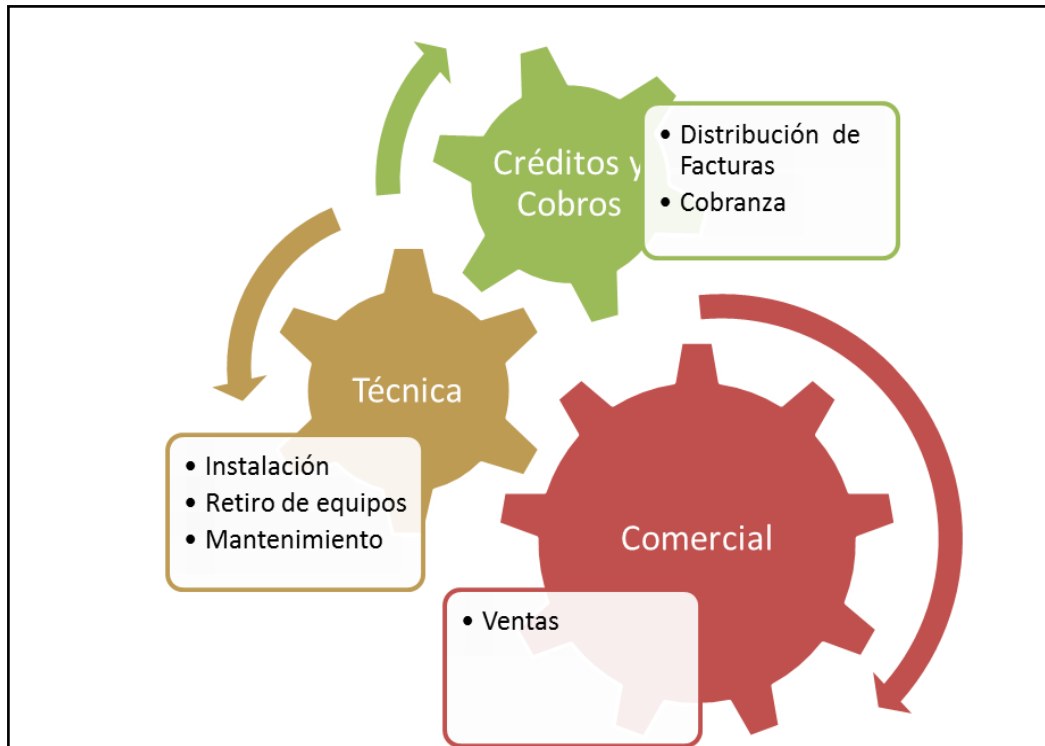 Créditos y
Cobros
• Distribución de
Facturas
• Cobranza
Técnica
• Instalación
• Retiro de equipos
• Mantenimiento
Comercial
• Ventas